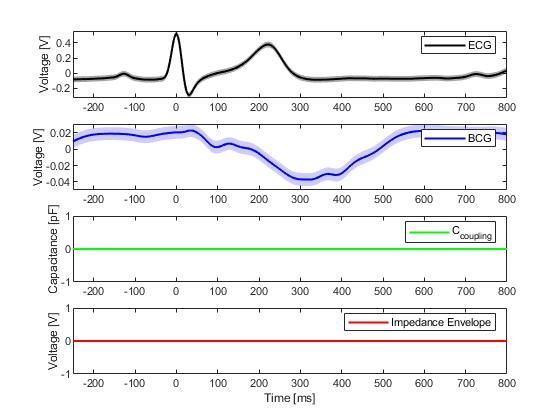 Voltage [V]
0.4
0.2
0
-0.2
ECG
-200 -100 0 100 200 300 400 500 600 700 800
Voltage [V]
0.02
0
-0.02
-0.04
BCG
-200 -100 0 100 200 300 400 500 600 700 800
Capacitance [pF]
1
0
-1
C_coupling
-200 -100 0 100 200 300 400 500 600 700 800
Voltage [V]
1
0
-1
Impedance Envelope
-200 -100 0 100 200 300 400 500 600 700 800
Time [ms]